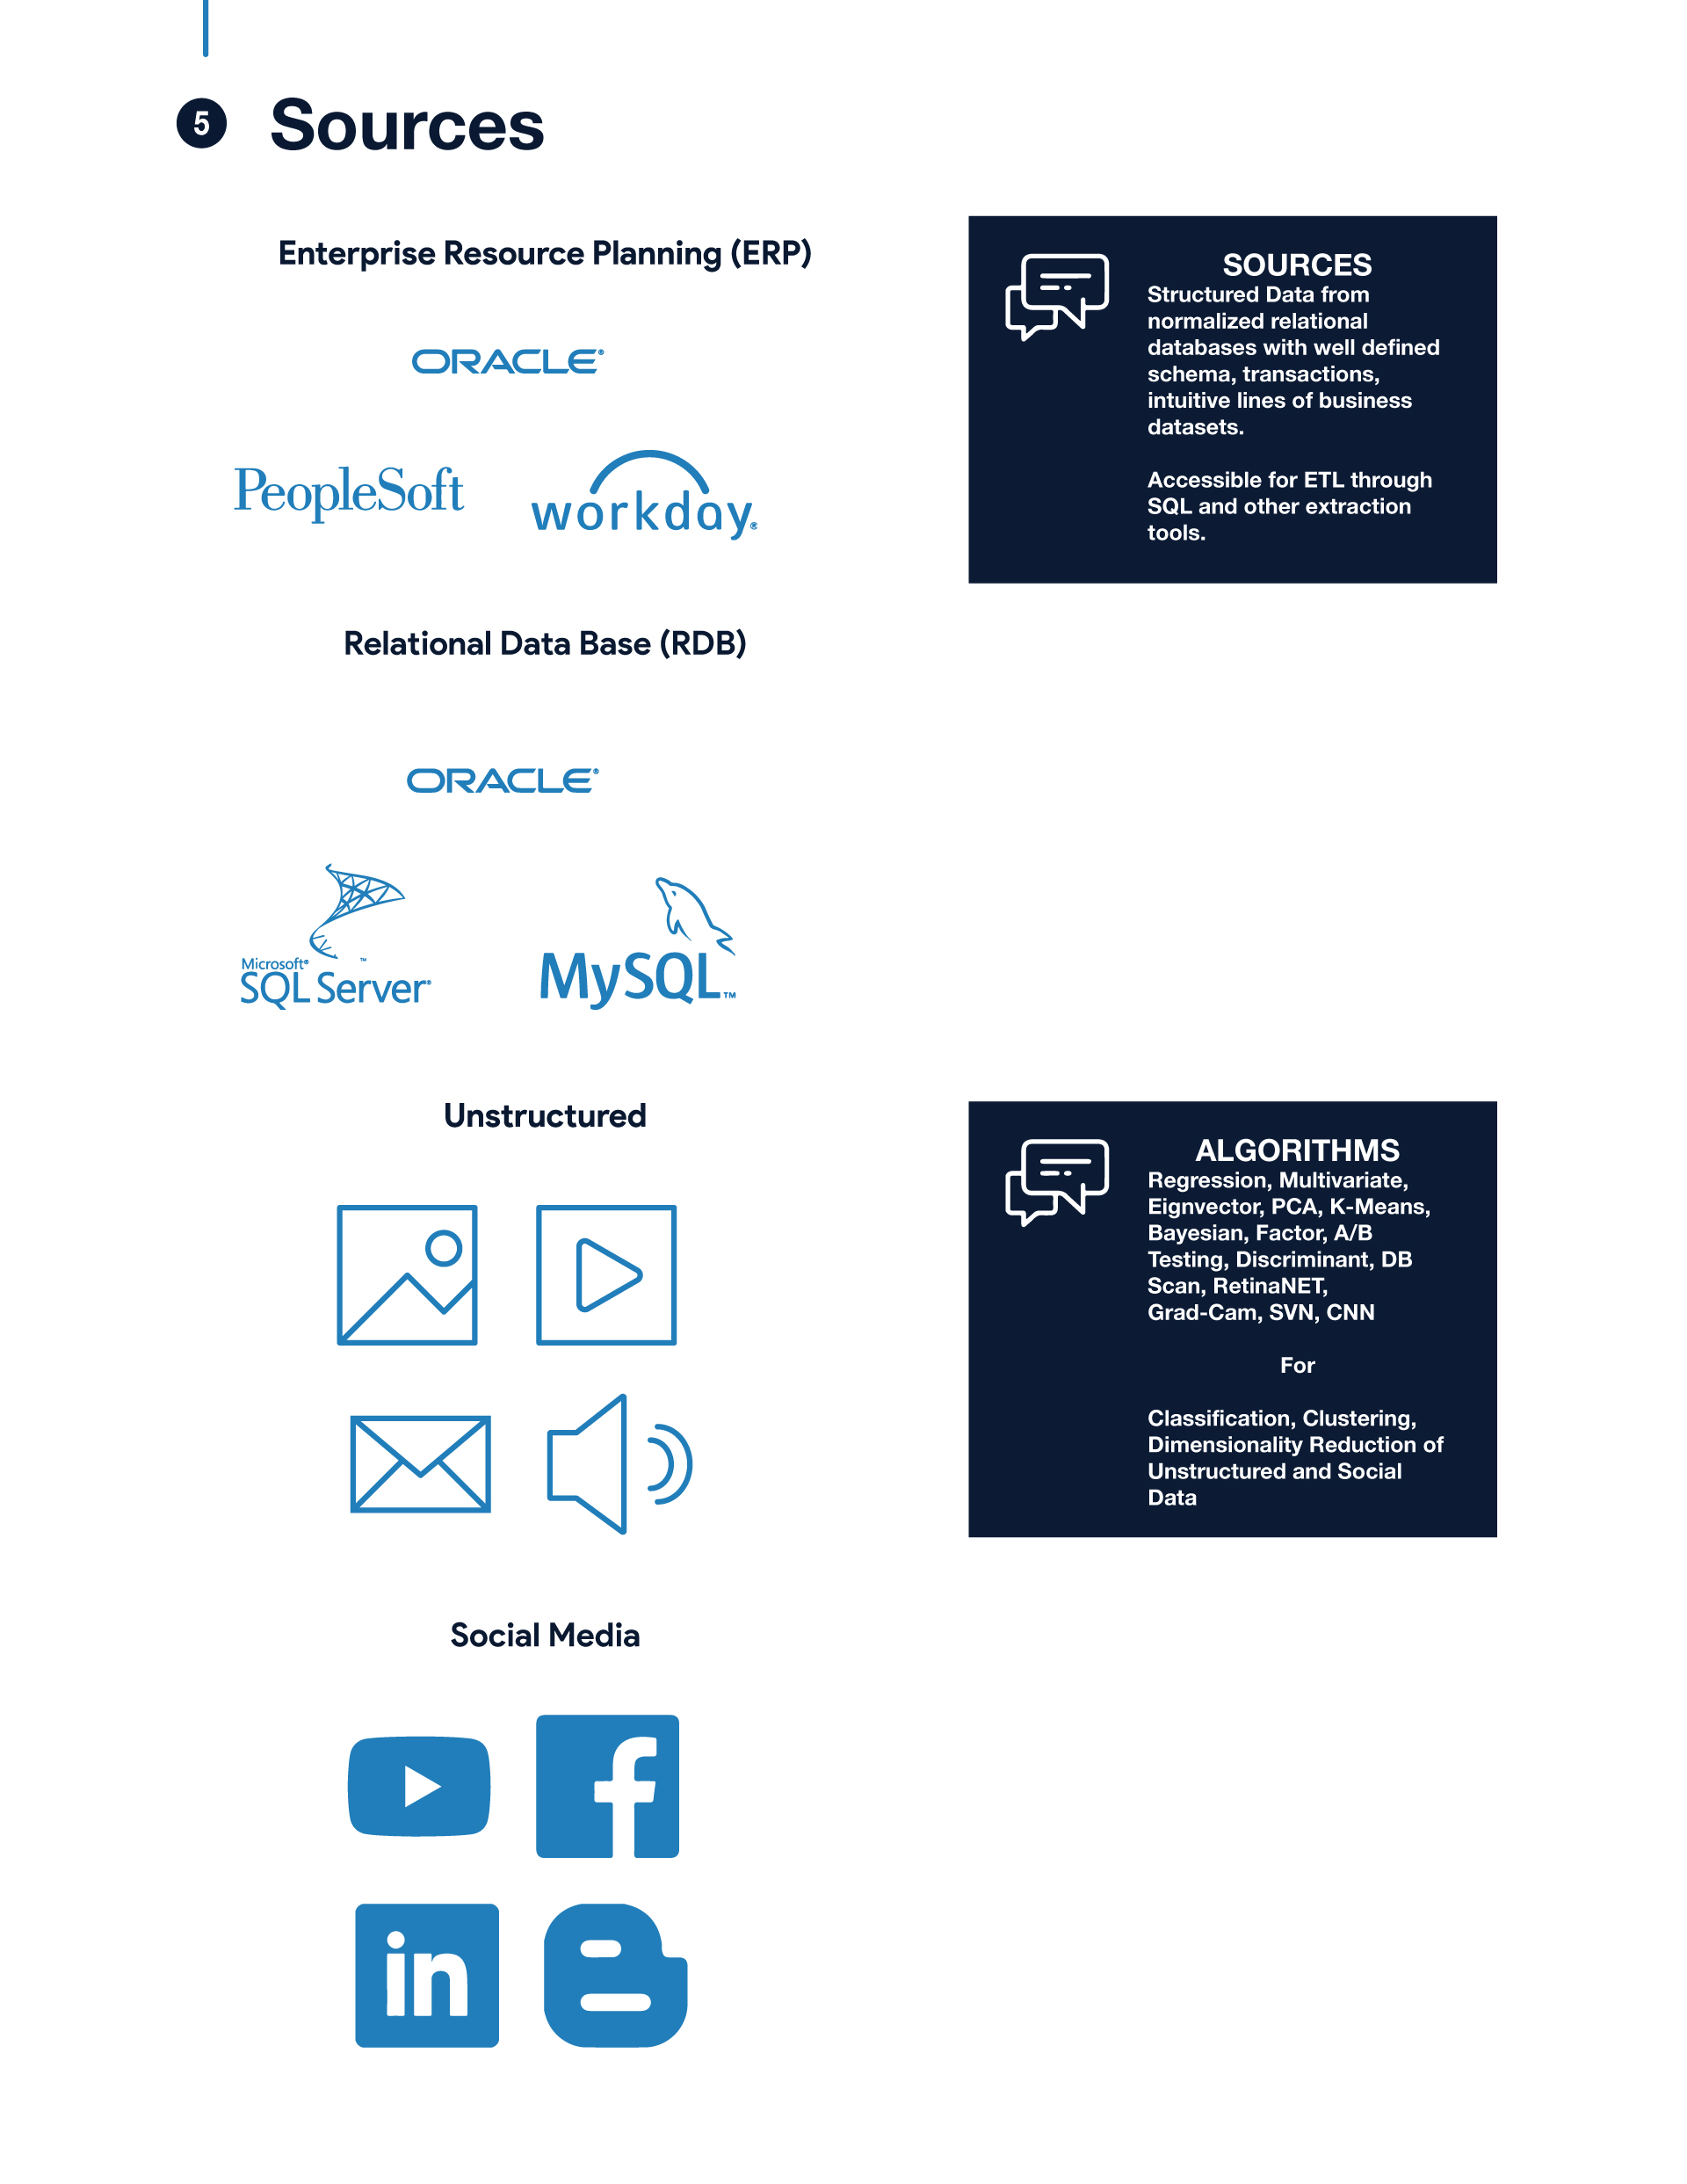 5 Sources
Enterprise Resource Planning (ERP)
ORACLE®
PeopleSoft
workday®
Relational Data Base (RDB)
ORACLE®
Microsoft® ™
SQL Server®
MySQL™
Unstructured
Social Media
f
in
SOURCES
Structured Data from
normalized relational
databases with well defined
schema, transactions,
intuitive lines of business
datasets.
Accessible for ETL through
SQL and other extraction
tools.
ALGORITHMS
Regression, Multivariate,
Eignvector, PCA, K-Means,
Bayesian, Factor, A/B
Testing, Discriminant, DB
Scan, RetinaNET,
Grad-Cam, SVN, CNN
For
Classification, Clustering,
Dimensionality Reduction of
Unstructured and Social
Data